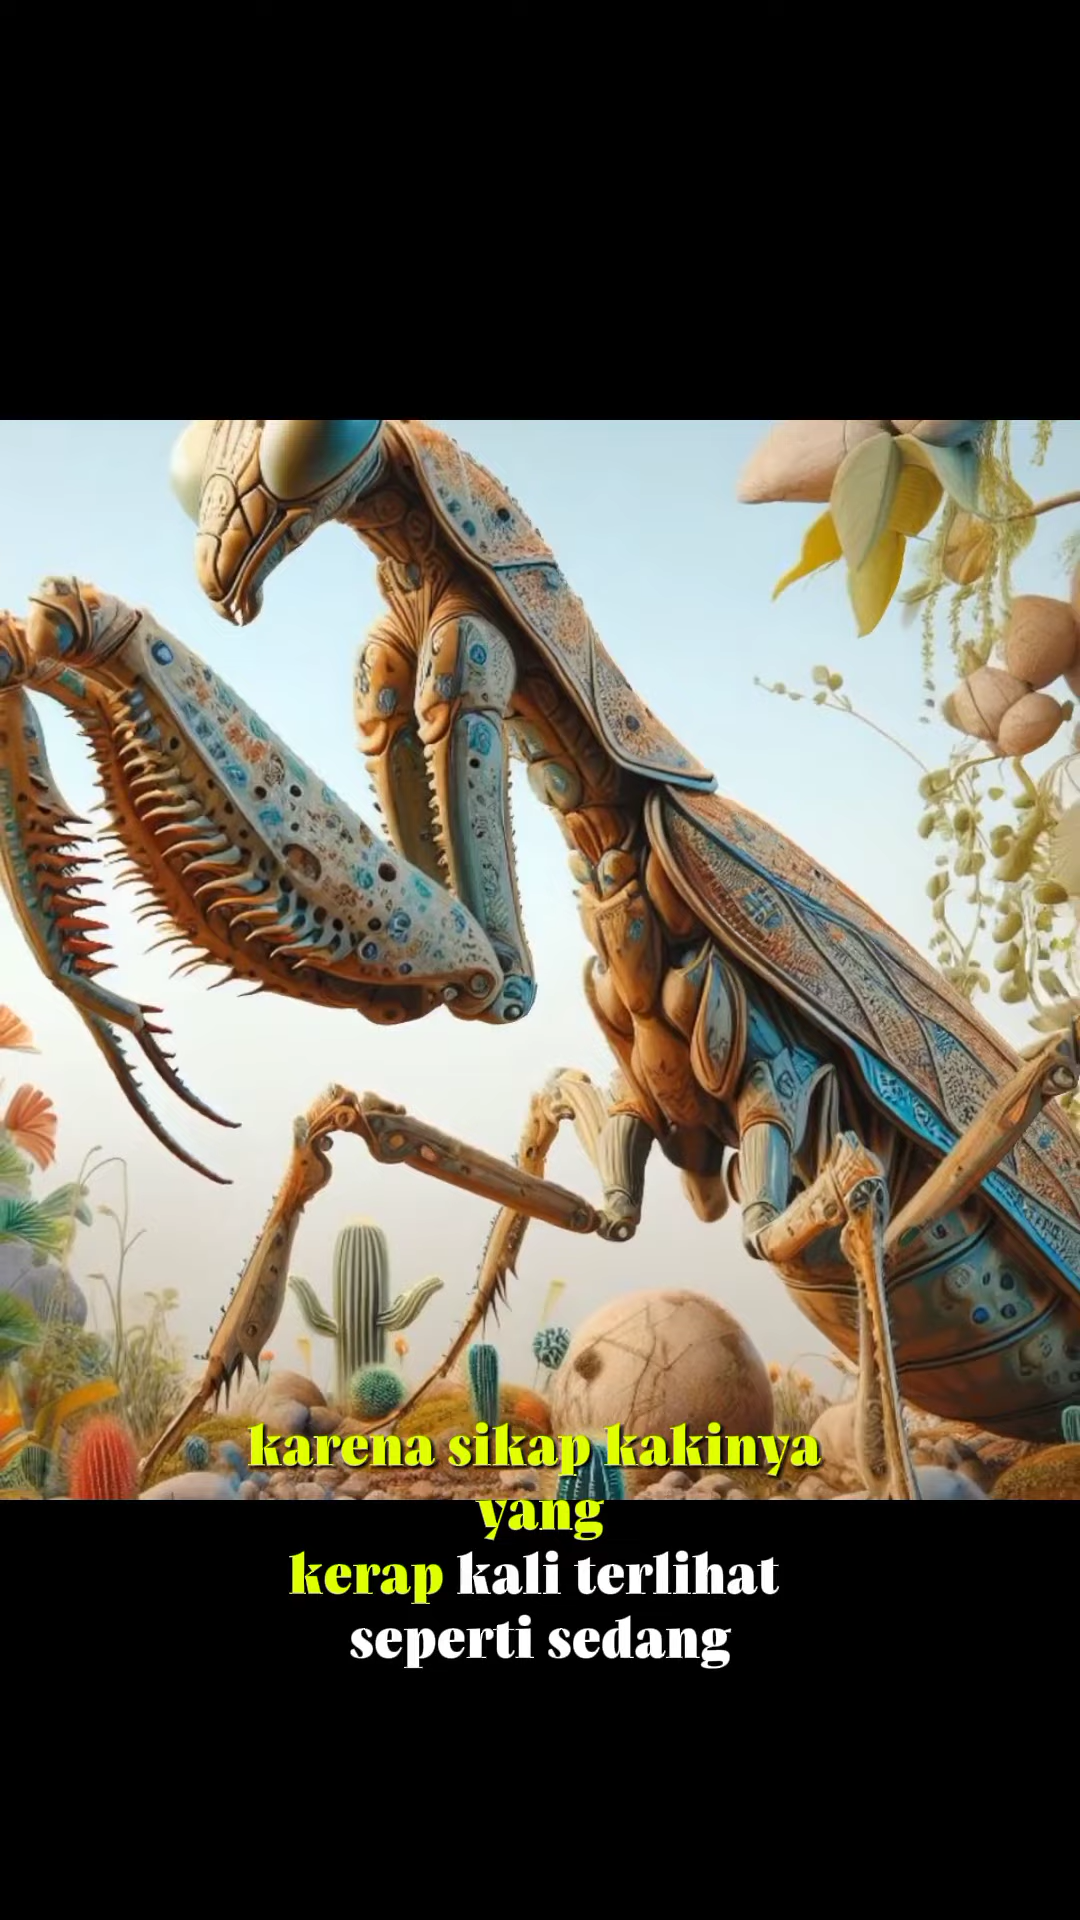 karena sikap kakinya
yang
kerap kali terlihat
seperti sedang